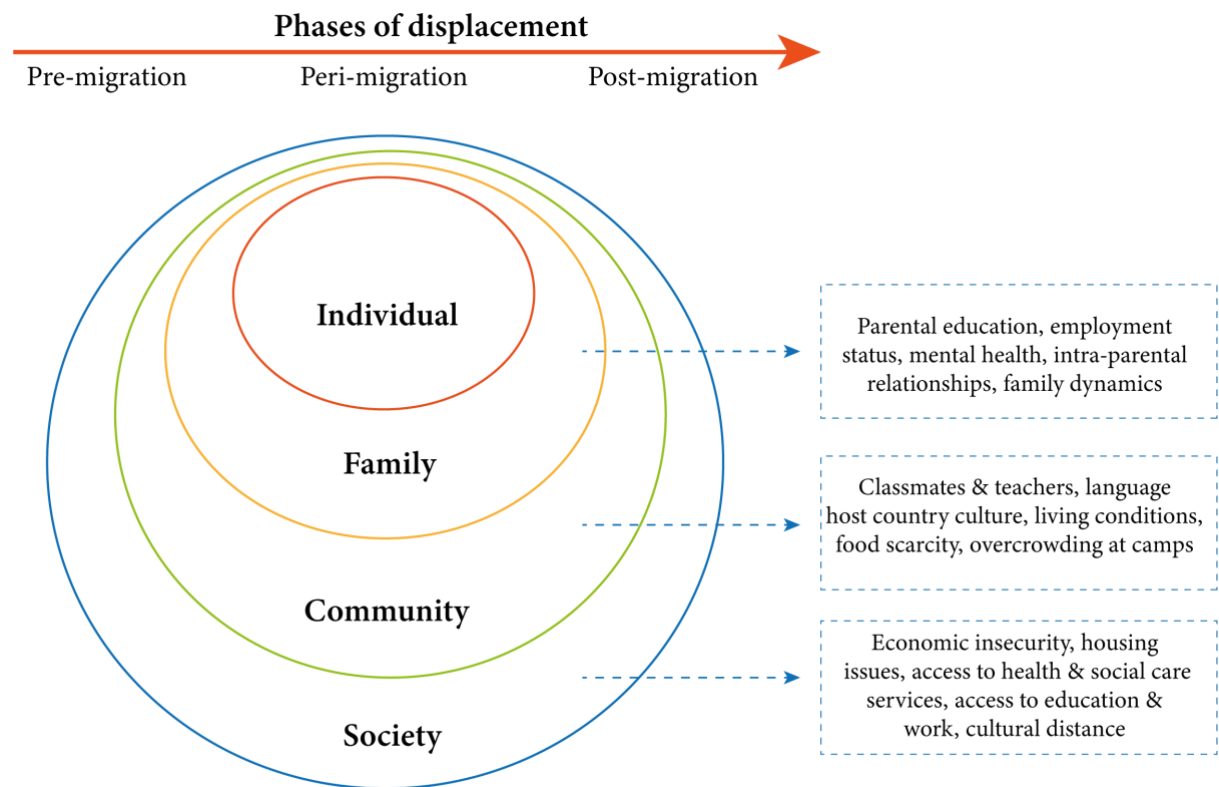 Phases of displacement
Pre-migration
Peri-migration
Post-migration
Individual
Family
Community
Society
Parental education, employment
status, mental health, intra-parental
relationships, family dynamics
Classmates & teachers, language
host country culture, living conditions,
food scarcity, overcrowding at camps
Economic insecurity, housing
issues, access to health & social care
services, access to education &
work, cultural distance